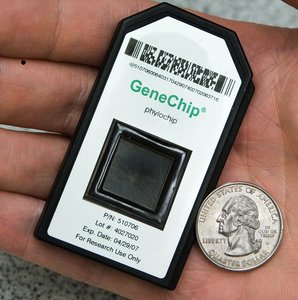 GeneChip®
phylochip
P/N: 510706
Lot #: 4027020
Exp. Date: 04/29/07
For Research Use Only
UNITED STATES OF AMERICA
LIBERTY
IN GOD WE TRUST
QUARTER DOLLAR